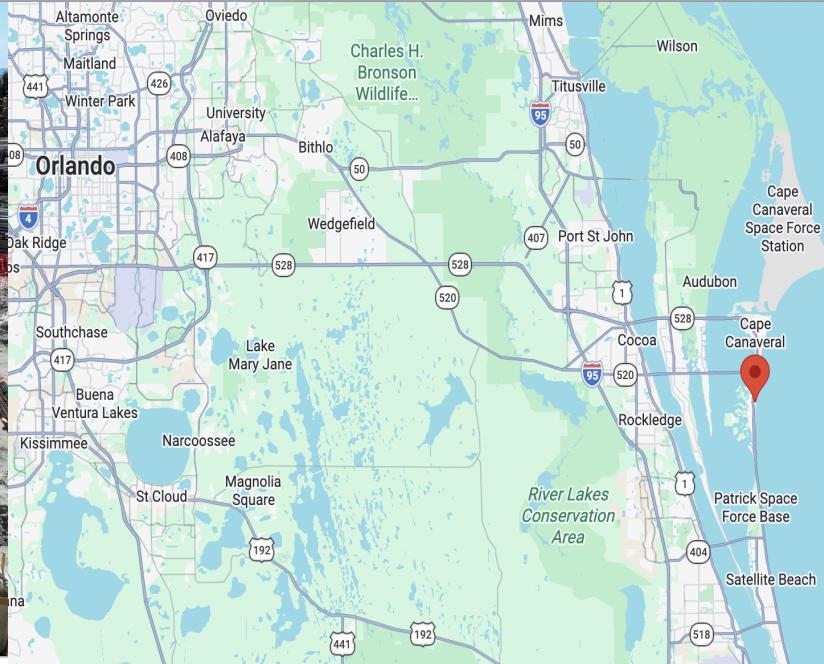 Altamonte
Springs
Oviedo
Mims
Wilson
Maitland
Charles H.
Bronson
Wildlife...
441
426
Winter Park
Titusville
University
95
Alafaya
Bithlo
50
08
408
50
Orlando
Cape
Canaveral
Space Force
Station
4
Wedgefield
407
Port St John
Oak Ridge
417
528
528
Audubon
520
1
528
Cape
Canaveral
Southchase
Lake
Mary Jane
Cocoa
417
95
520
Buena
Ventura Lakes
Rockledge
Kissimmee
Narcoossee
St Cloud
Magnolia
Square
1
River Lakes
Conservation
Area
Patrick Space
Force Base
192
404
Satellite Beach
na
441
192
518